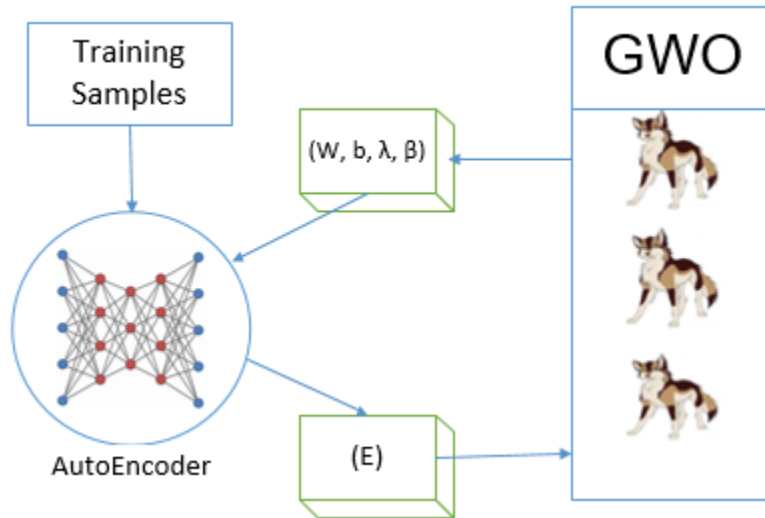 Training
Samples
GWO
(W, b, λ, β)
AutoEncoder
(E)